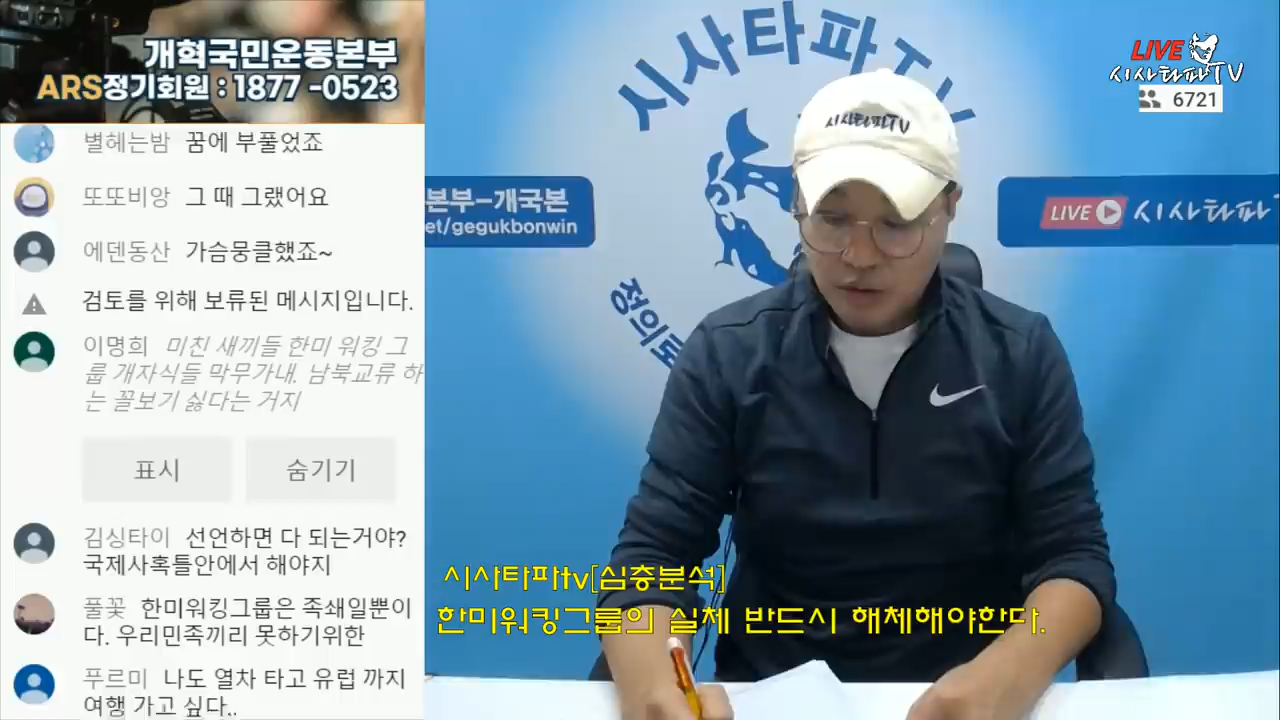 개혁국민운동본부
ARS정기회원 : 1877 -0523
별헤는밤 꿈에 부풀었죠
또또비앙 그 때 그랬어요
에덴동산 가슴뭉클했죠~
검토를 위해 보류된 메시지입니다.
이명희 미친 새끼들 한미 워킹 그
룹 개자식들 막무가내. 남북교류 하
는 꼴보기 싫다는 거지
표시 숨기기
김싱타이 선언하면 다 되는거야?
국제사혹틀안에서 해야지
풀꽃 한미워킹그룹은 족쇄일뿐이
다. 우리민족끼리 못하기위한
푸르미 나도 열차 타고 유럽 까지
여행 가고 싶다..
시사타파TV
정의로
본부-개국본
et/gegukbonwin
시사타파TV
LIVE
시사타파TV
6721
LIVE 시사타파
시사타파tv[심층분석]
한미워킹그룹의 실체 반드시 해체해야한다.